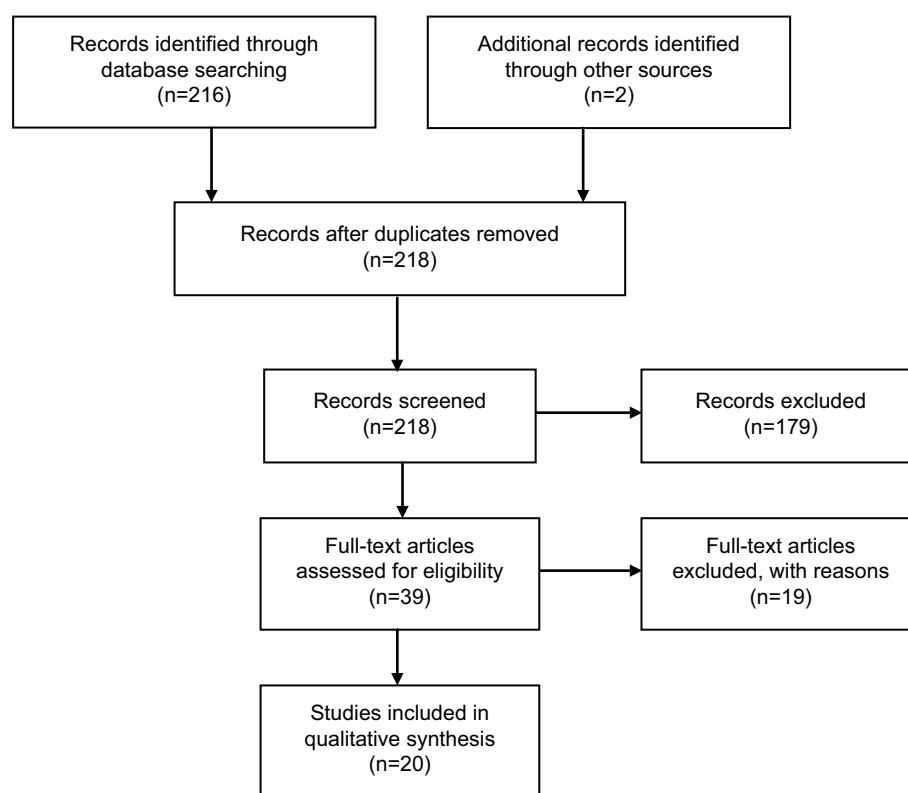 Records identified through
database searching
(n=216)
Additional records identified
through other sources
(n=2)
Records after duplicates removed
(n=218)
Records screened
(n=218)
Records excluded
(n=179)
Full-text articles
assessed for eligibility
(n=39)
Full-text articles
excluded, with reasons
(n=19)
Studies included in
qualitative synthesis
(n=20)